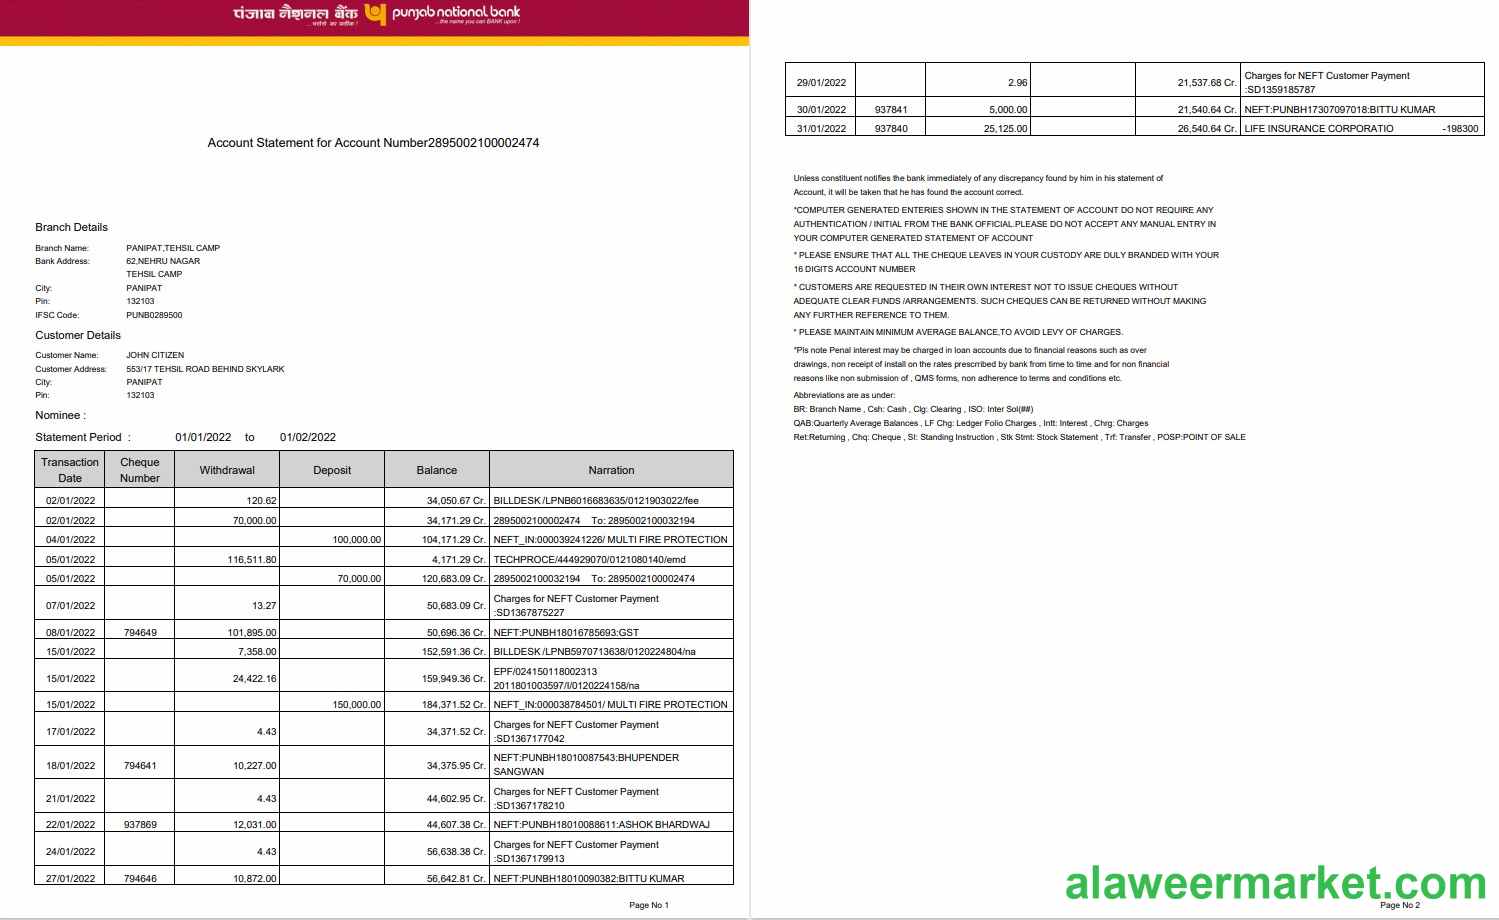 पंजाब नैशनल बैंक punjab national bank
...भरोसे का प्रतीक ! ...the name you can BANK upon !
Account Statement for Account Number2895002100002474
Branch Details
Branch Name: PANIPAT,TEHSIL CAMP
Bank Address: 62,NEHRU NAGAR
TEHSIL CAMP
City: PANIPAT
Pin: 132103
IFSC Code: PUNB0289500
Customer Details
Customer Name: JOHN CITIZEN
Customer Address: 553/17 TEHSIL ROAD BEHIND SKYLARK
City: PANIPAT
Pin: 132103
Nominee :
Statement Period : 01/01/2022 to 01/02/2022
Transaction Date Cheque Number Withdrawal Deposit Balance Narration
02/01/2022 120.62 34,050.67 Cr. BILLDESK /LPNB6016683635/0121903022/fee
02/01/2022 70,000.00 34,171.29 Cr. 2895002100002474 To: 2895002100032194
04/01/2022 100,000.00 104,171.29 Cr. NEFT_IN:000039241226/ MULTI FIRE PROTECTION
05/01/2022 116,511.80 4,171.29 Cr. TECHPROCE/444929070/0121080140/emd
05/01/2022 70,000.00 120,683.09 Cr. 2895002100032194 To: 2895002100002474
07/01/2022 13.27 50,683.09 Cr. Charges for NEFT Customer Payment
:SD1367875227
08/01/2022 794649 101,895.00 50,696.36 Cr. NEFT:PUNBH18016785693:GST
15/01/2022 7,358.00 152,591.36 Cr. BILLDESK /LPNB5970713638/0120224804/na
15/01/2022 24,422.16 159,949.36 Cr. EPF/024150118002313
2011801003597/I/0120224158/na
15/01/2022 150,000.00 184,371.52 Cr. NEFT_IN:000038784501/ MULTI FIRE PROTECTION
17/01/2022 4.43 34,371.52 Cr. Charges for NEFT Customer Payment
:SD1367177042
18/01/2022 794641 10,227.00 34,375.95 Cr. NEFT:PUNBH18010087543:BHUPENDER
SANGWAN
21/01/2022 4.43 44,602.95 Cr. Charges for NEFT Customer Payment
:SD1367178210
22/01/2022 937869 12,031.00 44,607.38 Cr. NEFT:PUNBH18010088611:ASHOK BHARDWAJ
24/01/2022 4.43 56,638.38 Cr. Charges for NEFT Customer Payment
:SD1367179913
27/01/2022 794646 10,872.00 56,642.81 Cr. NEFT:PUNBH18010090382:BITTU KUMAR
Page No 1
29/01/2022 2.96 21,537.68 Cr. Charges for NEFT Customer Payment
:SD1359185787
30/01/2022 937841 5,000.00 21,540.64 Cr. NEFT:PUNBH17307097018:BITTU KUMAR
31/01/2022 937840 25,125.00 26,540.64 Cr. LIFE INSURANCE CORPORATIO -198300
Unless constituent notifies the bank immediately of any discrepancy found by him in his statement of
Account, it will be taken that he has found the account correct.
*COMPUTER GENERATED ENTERIES SHOWN IN THE STATEMENT OF ACCOUNT DO NOT REQUIRE ANY
AUTHENTICATION / INITIAL FROM THE BANK OFFICIAL.PLEASE DO NOT ACCEPT ANY MANUAL ENTRY IN
YOUR COMPUTER GENERATED STATEMENT OF ACCOUNT
* PLEASE ENSURE THAT ALL THE CHEQUE LEAVES IN YOUR CUSTODY ARE DULY BRANDED WITH YOUR
16 DIGITS ACCOUNT NUMBER
* CUSTOMERS ARE REQUESTED IN THEIR OWN INTEREST NOT TO ISSUE CHEQUES WITHOUT
ADEQUATE CLEAR FUNDS /ARRANGEMENTS. SUCH CHEQUES CAN BE RETURNED WITHOUT MAKING
ANY FURTHER REFERENCE TO THEM.
* PLEASE MAINTAIN MINIMUM AVERAGE BALANCE,TO AVOID LEVY OF CHARGES.
*Pls note Penal interest may be charged in loan accounts due to financial reasons such as over
drawings, non receipt of install on the rates prescrribed by bank from time to time and for non financial
reasons like non submission of , QMS forms, non adherence to terms and conditions etc.
Abbreviations are as under:
BR: Branch Name , Csh: Cash , Clg: Clearing , ISO: Inter Sol(##)
QAB:Quarterly Average Balances , LF Chg: Ledger Folio Charges , Intt: Interest , Chrg: Charges
Ret:Returning , Chq: Cheque , SI: Standing Instruction , Stk Stmt: Stock Statement , Trf: Transfer , POSP:POINT OF SALE
alaweermarket.com
Page No 2